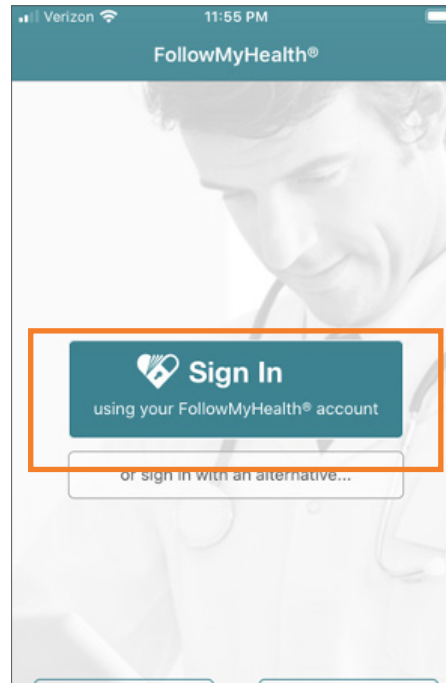 Verizon 11:55 PM
FollowMyHealth®
Sign In
using your FollowMyHealth® account
or sign in with an alternative...